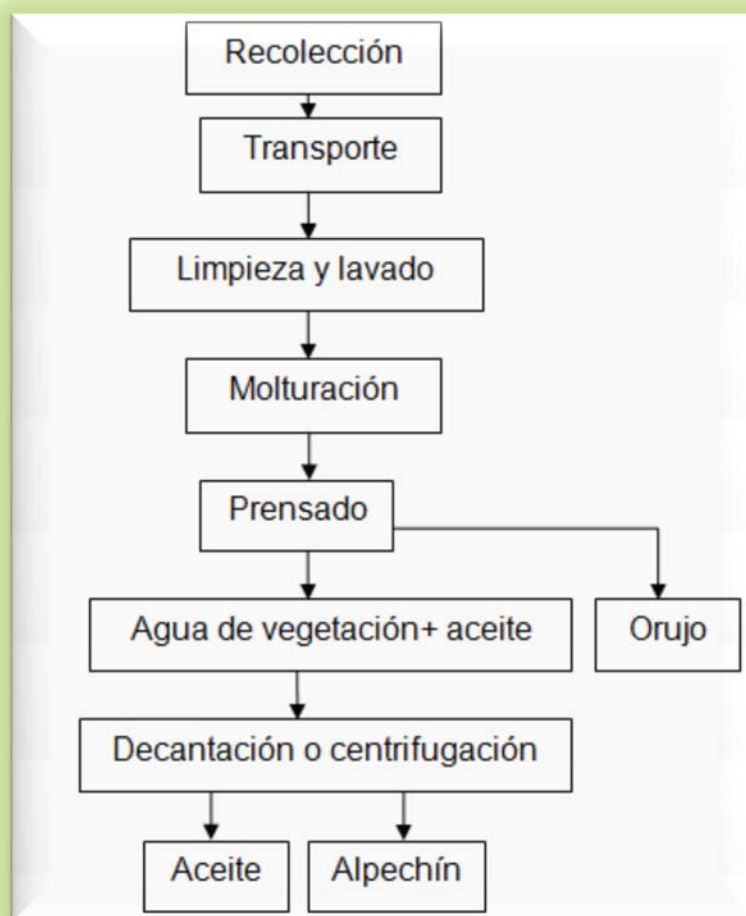 Recolección
Transporte
Limpieza y lavado
Molturación
Prensado
Agua de vegetación+ aceite
Orujo
Decantación o centrifugación
Aceite
Alpechín